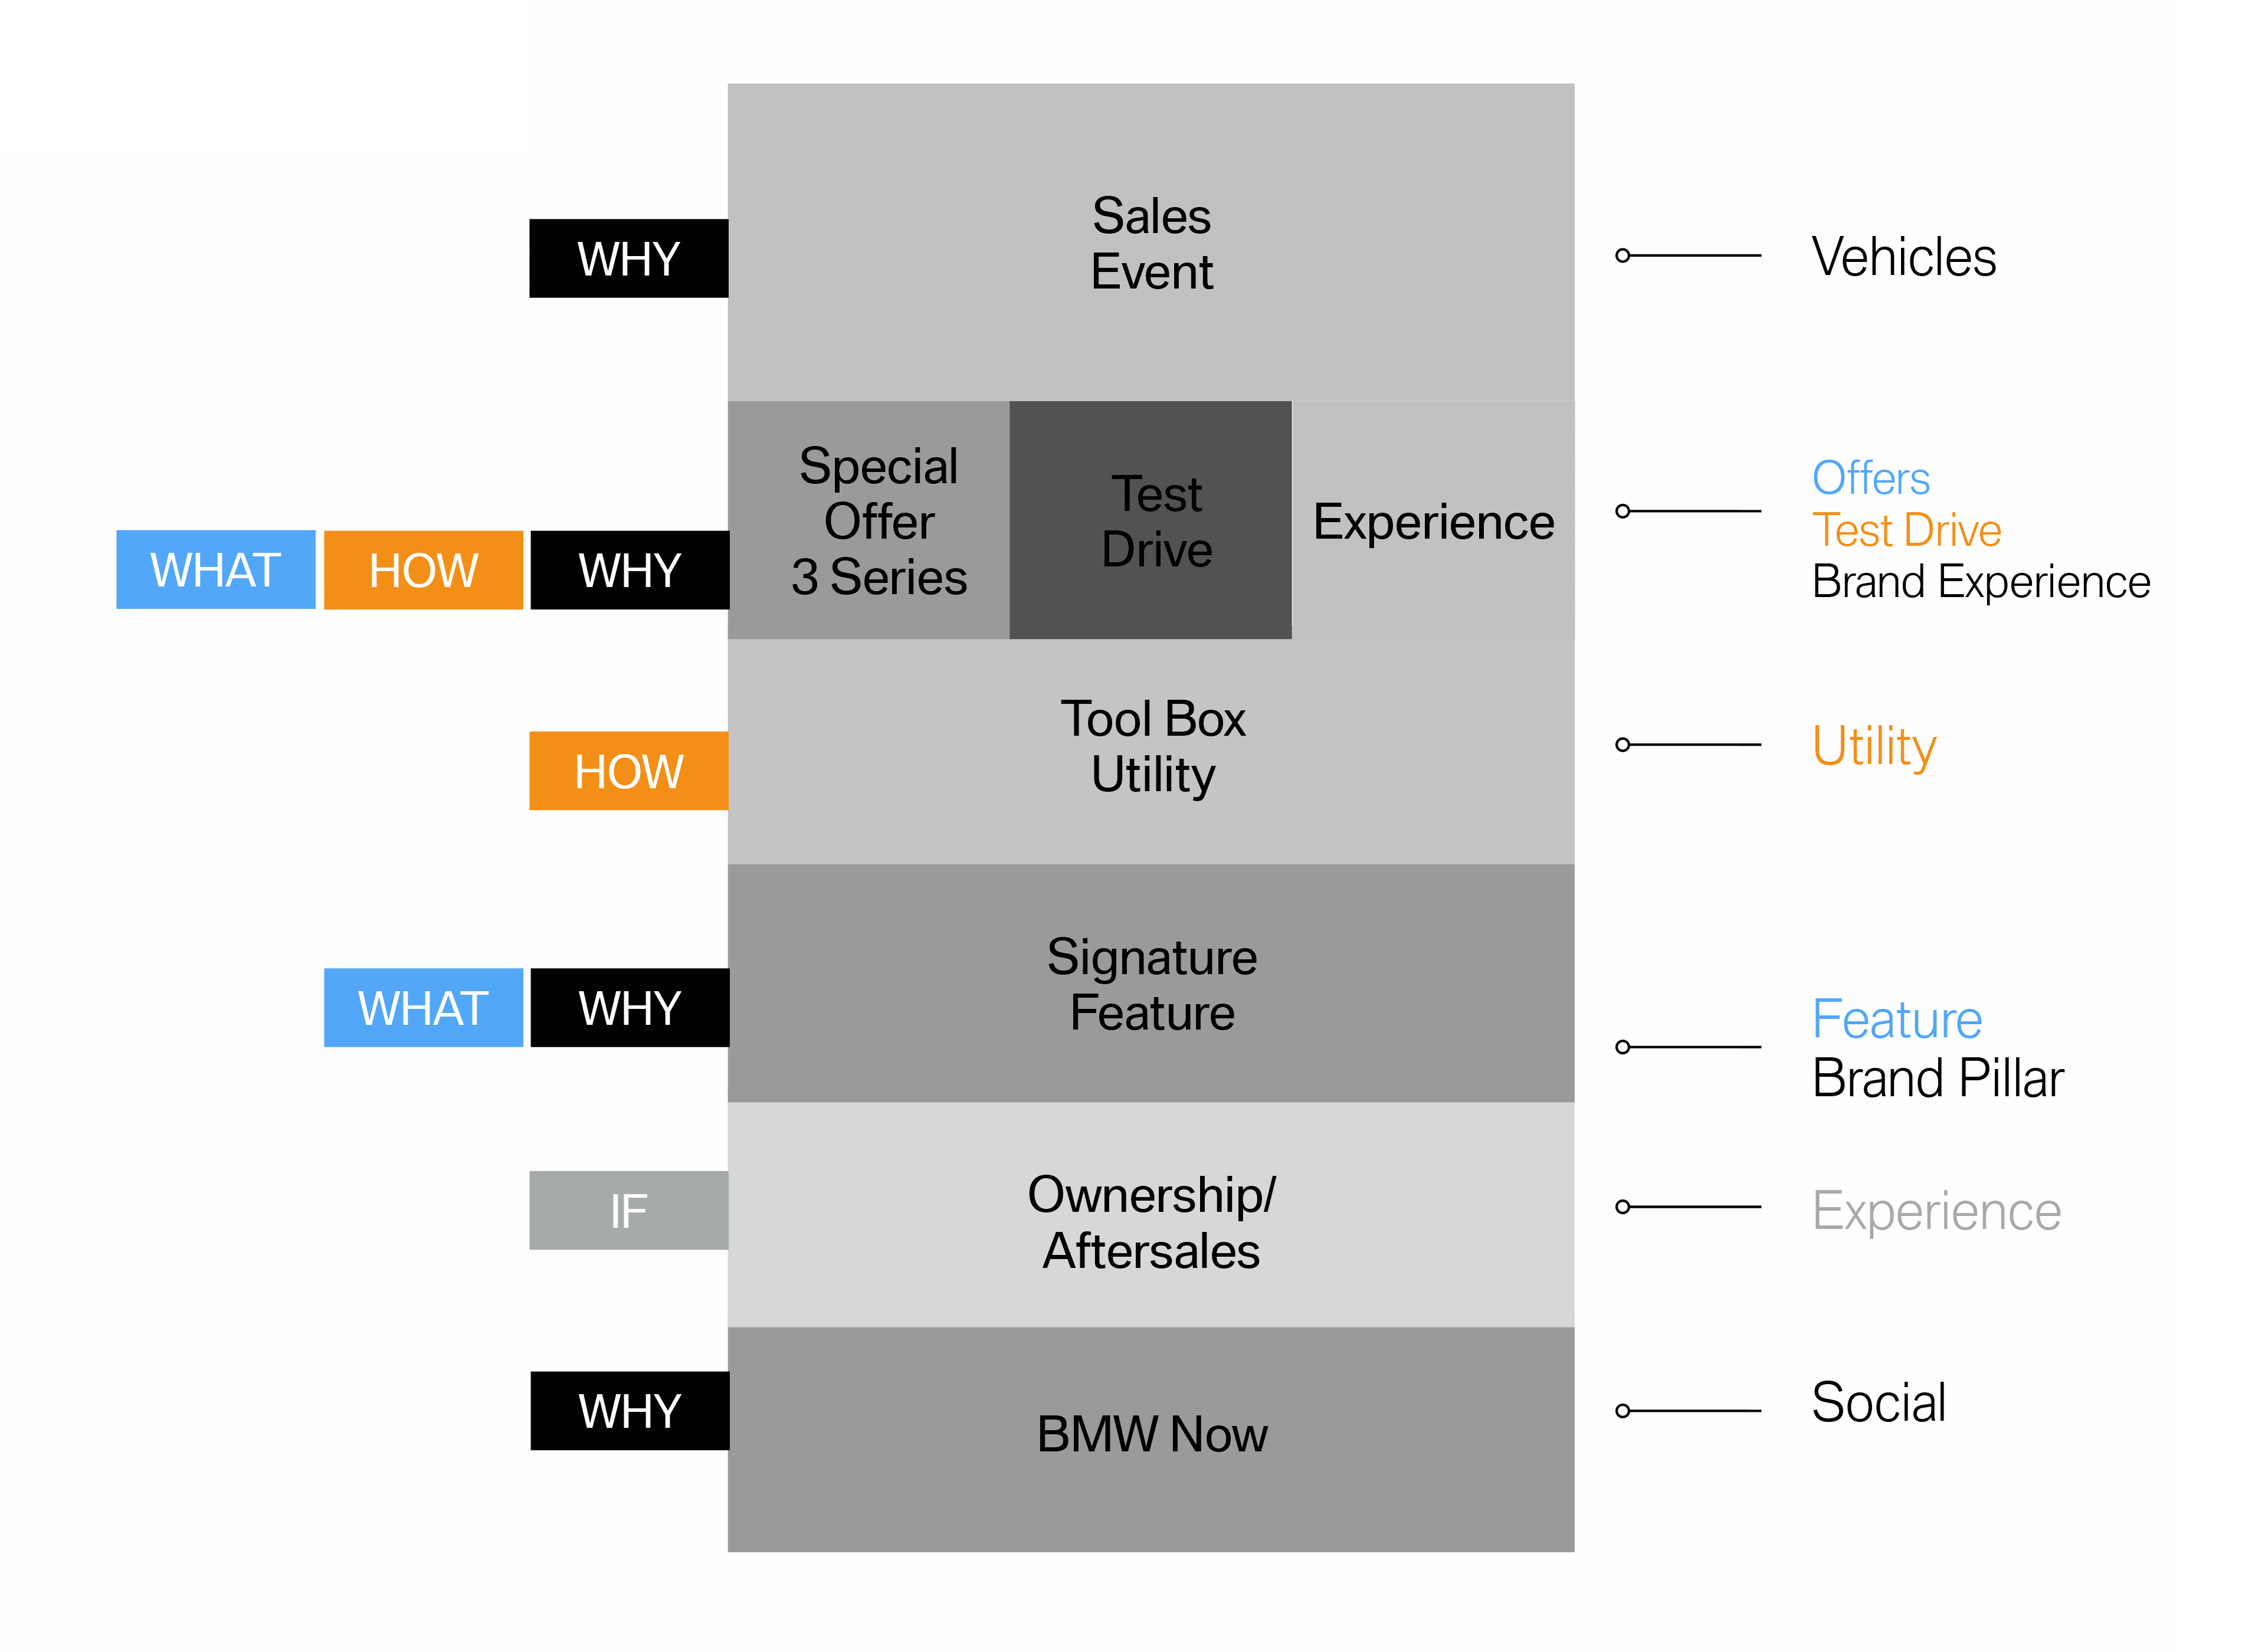 WHY
Sales
Event
Vehicles
WHAT
HOW
WHY
Special
Offer
3 Series
Test
Drive
Experience
Offers
Test Drive
Brand Experience
HOW
Tool Box
Utility
Utility
WHAT
WHY
Signature
Feature
Feature
Brand Pillar
IF
Ownership/
Aftersales
Experience
WHY
BMW Now
Social